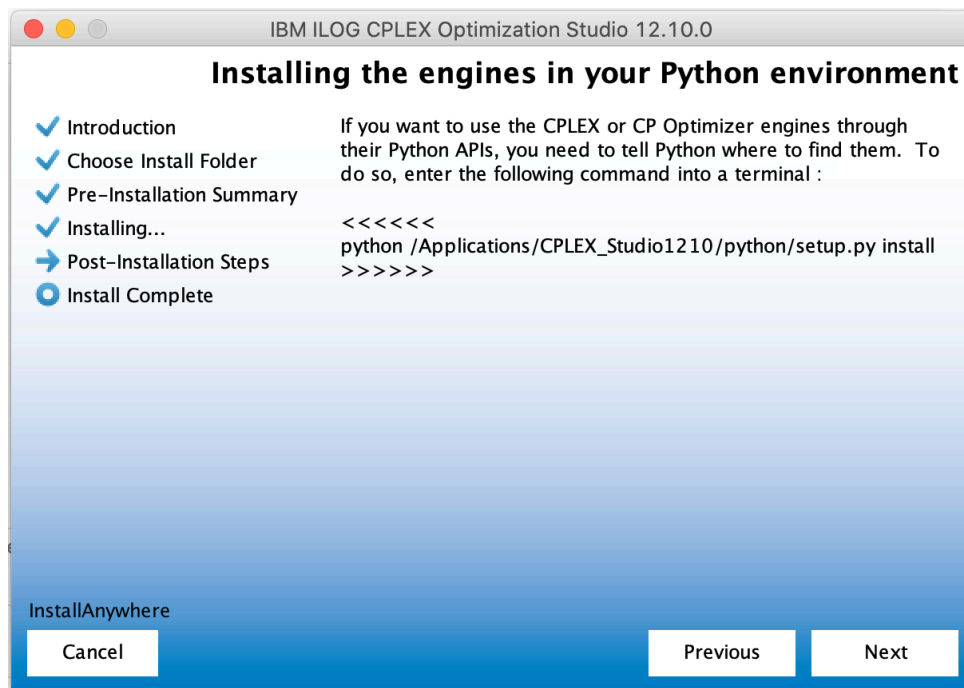 IBM ILOG CPLEX Optimization Studio 12.10.0
Installing the engines in your Python environment
Introduction
Choose Install Folder
Pre-Installation Summary
Installing...
Post-Installation Steps
Install Complete
If you want to use the CPLEX or CP Optimizer engines through
their Python APIs, you need to tell Python where to find them.  To
do so, enter the following command into a terminal :
<<<<<<
python /Applications/CPLEX_Studio1210/python/setup.py install
>>>>>>
InstallAnywhere
Cancel
Previous
Next